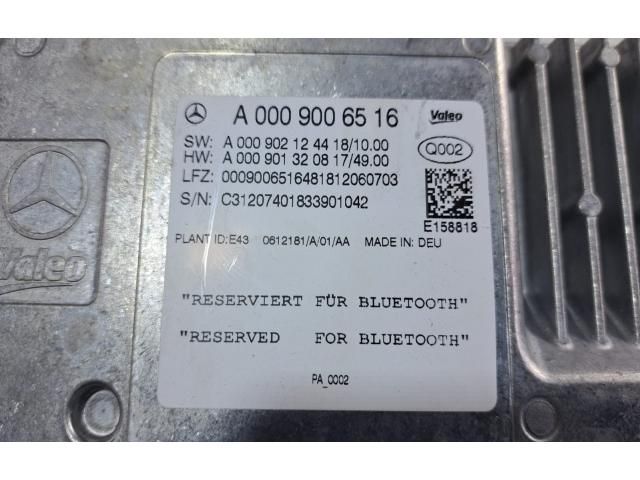 A 000 900 65 16 Valeo
SW: A 000 902 12 44 18/10.00
HW: A 000 901 32 08 17/49.00
Q002
LFZ: 0009006516481812060703
S/N: C31207401833901042
E158818
PLANT ID:E43 0612181/A/01/AA MADE IN: DEU
"RESERVIERT FÜR BLUETOOTH"
"RESERVED FOR BLUETOOTH"
PA_0002
Valeo